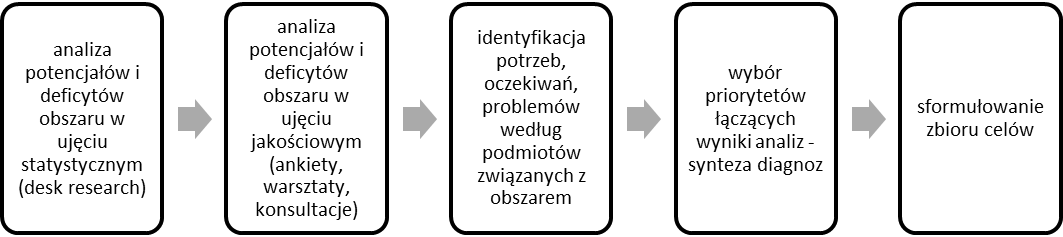 analiza
potencjałów i
deficytów
obszaru w
ujęciu
statystycznym
(desk research)
analiza
potencjałów i
deficytów
obszaru w
ujęciu
jakościowym
(ankiety,
warsztaty,
konsultacje)
identyfikacja
potrzeb,
oczekiwań,
problemów
według
podmiotów
związanych z
obszarem
wybór
priorytetów
łączących
wyniki analiz -
synteza diagnoz
sformułowanie
zbioru celów